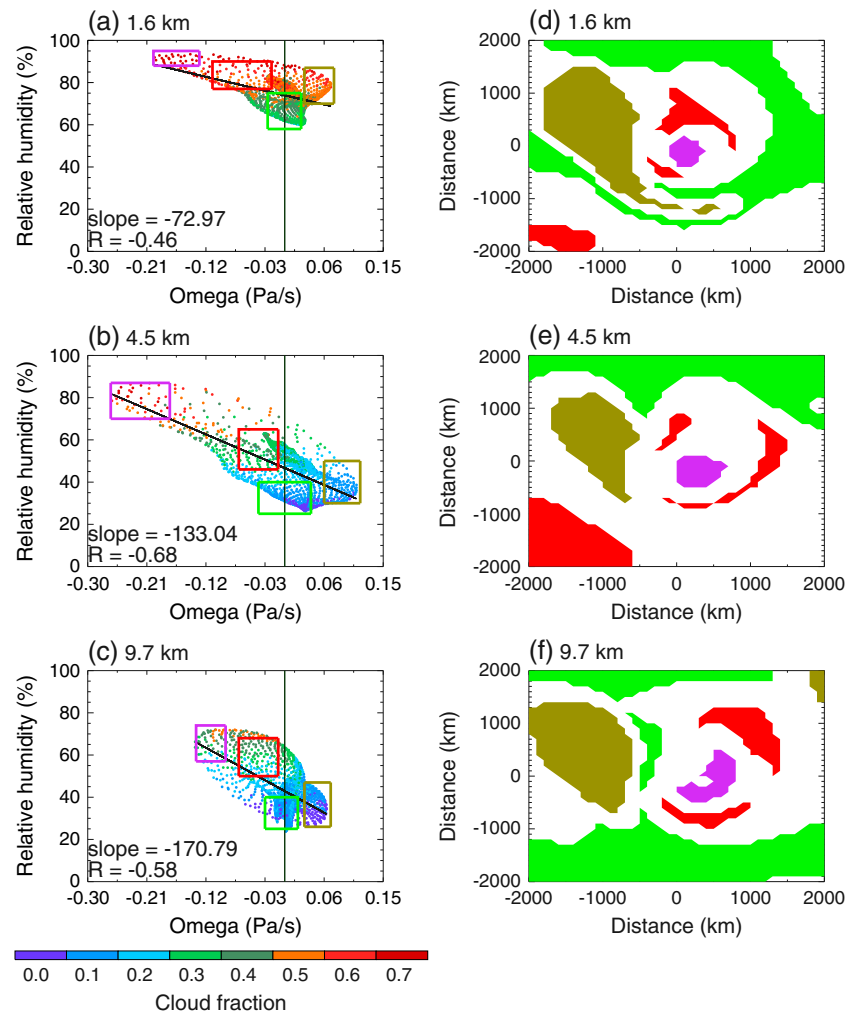 (a) 1.6 km
Relative humidity (%)
100
80
60
40
20
0
slope = -72.97
R = -0.46
-0.30 -0.21 -0.12 -0.03 0.06 0.15
Omega (Pa/s)
(d) 1.6 km
Distance (km)
2000
1000
0
-1000
-2000
-2000 -1000 0 1000 2000
Distance (km)
(b) 4.5 km
Relative humidity (%)
100
80
60
40
20
0
slope = -133.04
R = -0.68
-0.30 -0.21 -0.12 -0.03 0.06 0.15
Omega (Pa/s)
(e) 4.5 km
Distance (km)
2000
1000
0
-1000
-2000
-2000 -1000 0 1000 2000
Distance (km)
(c) 9.7 km
Relative humidity (%)
100
80
60
40
20
0
slope = -170.79
R = -0.58
-0.30 -0.21 -0.12 -0.03 0.06 0.15
Omega (Pa/s)
(f) 9.7 km
Distance (km)
2000
1000
0
-1000
-2000
-2000 -1000 0 1000 2000
Distance (km)
0.0 0.1 0.2 0.3 0.4 0.5 0.6 0.7
Cloud fraction